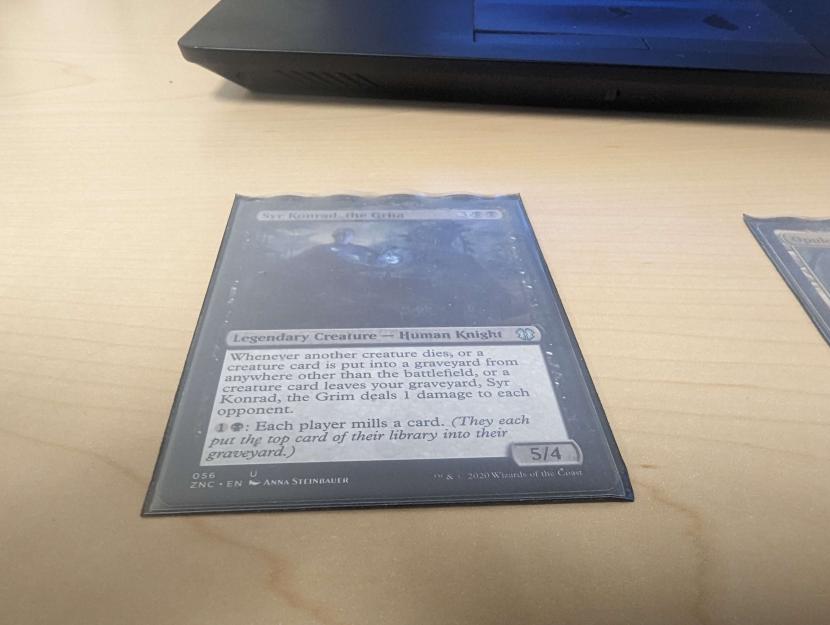 Syr Konrad, the Grim
3
Legendary Creature — Human Knight
Whenever another creature dies, or a
creature card is put into a graveyard from
anywhere other than the battlefield, or a
creature card leaves your graveyard, Syr
Konrad, the Grim deals 1 damage to each
opponent.
1 : Each player mills a card. (They each
put the top card of their library into their
graveyard.)
5/4
056 U
ZNC • EN ANNA STEINBAUER
™ & © 2020 Wizards of the Coast